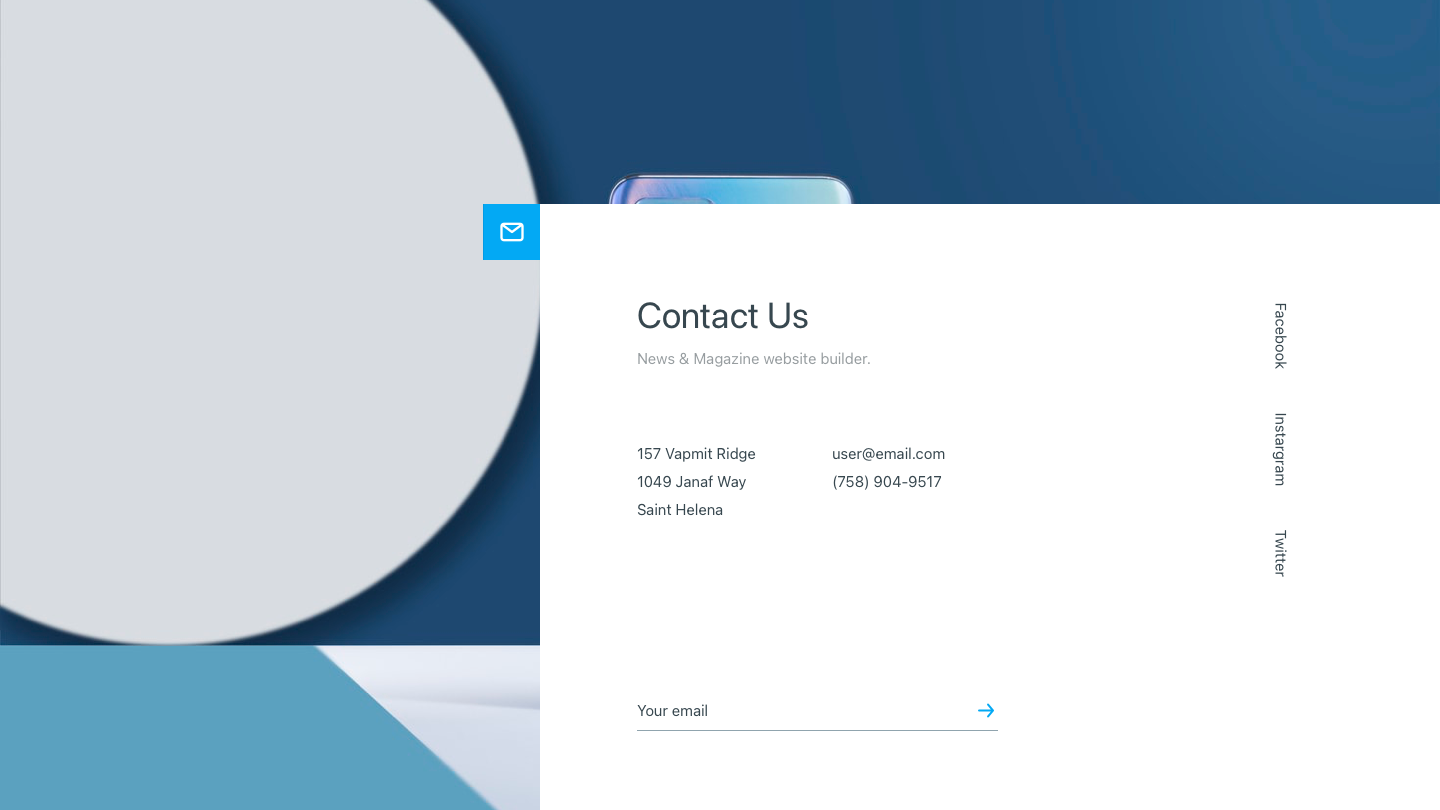 Contact Us
News & Magazine website builder.
157 Vapmit Ridge
1049 Janaf Way
Saint Helena
user@email.com
(758) 904-9517
Facebook
Instargram
Twitter
Your email